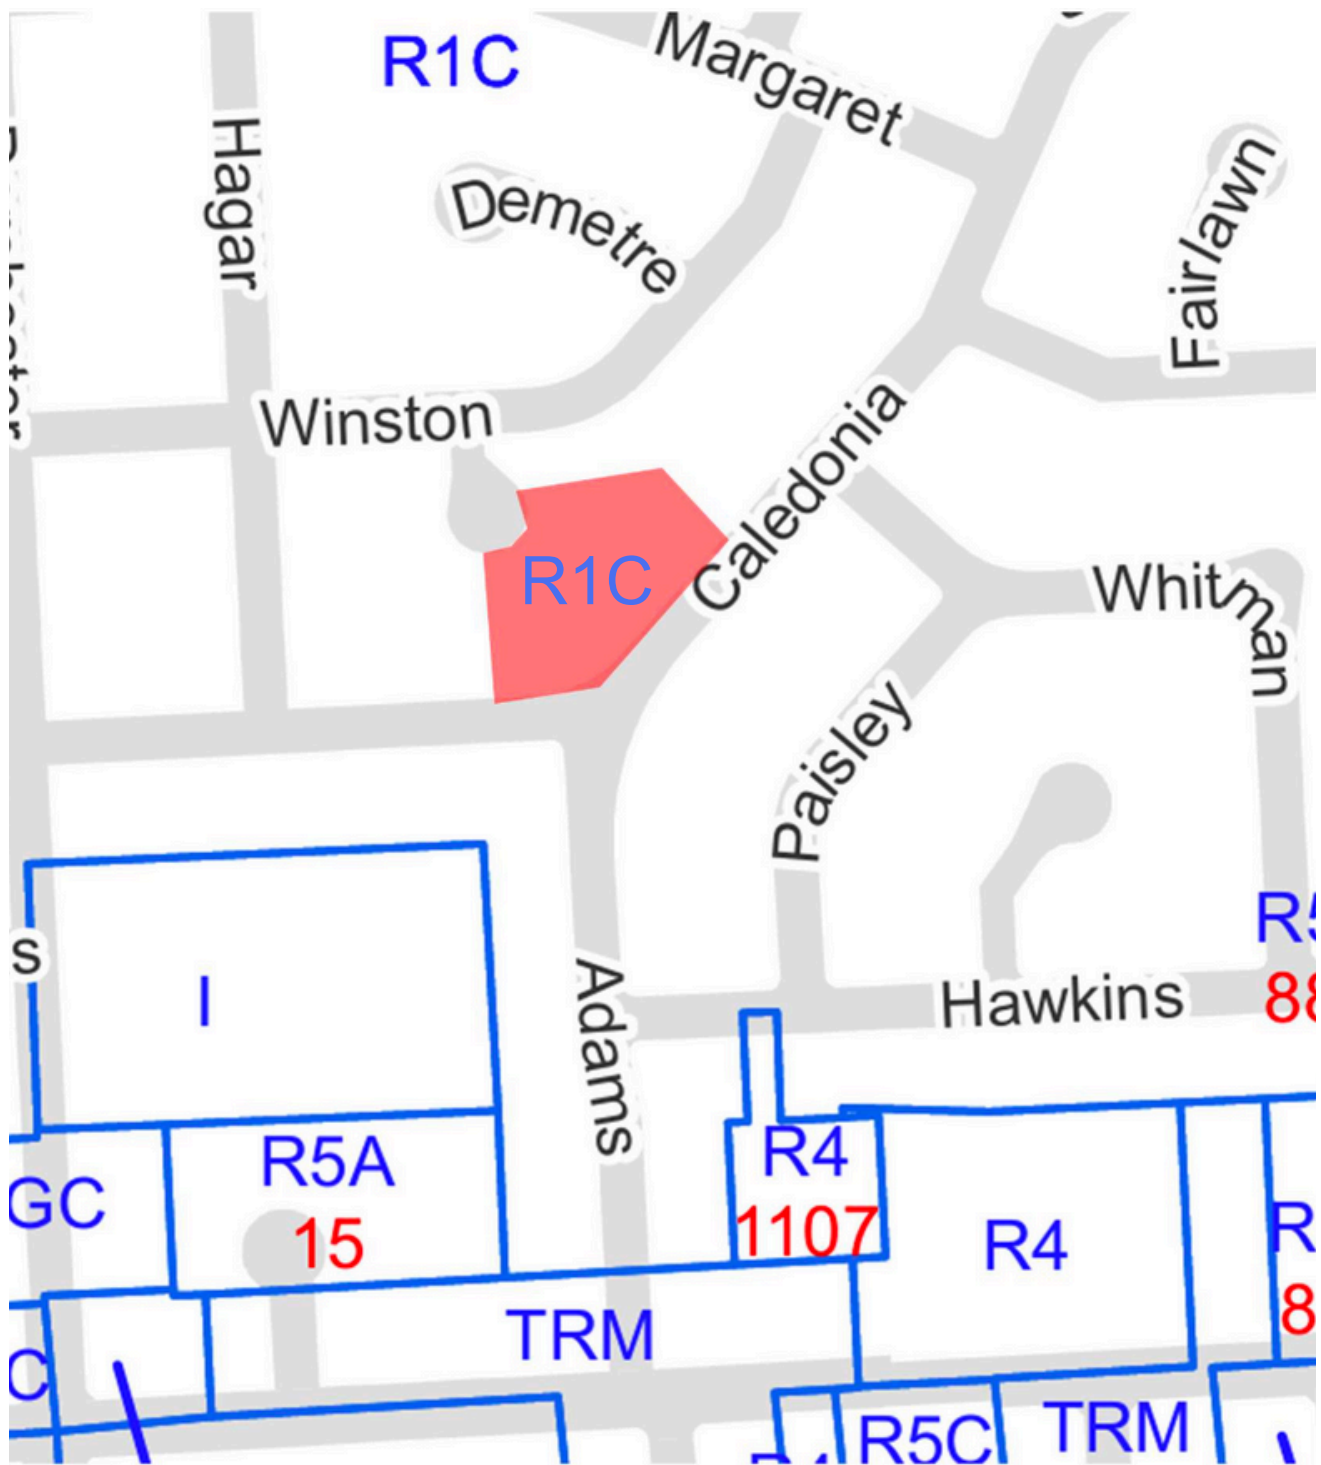 R1C
Margaret
Hagar
Demetre
Fairlawn
Winston
Caledonia
R1C
Whitman
Paisley
s
I
Adams
Hawkins
R5A
15
GC
R4
1107
R4
TRM
C
R5C
TRM